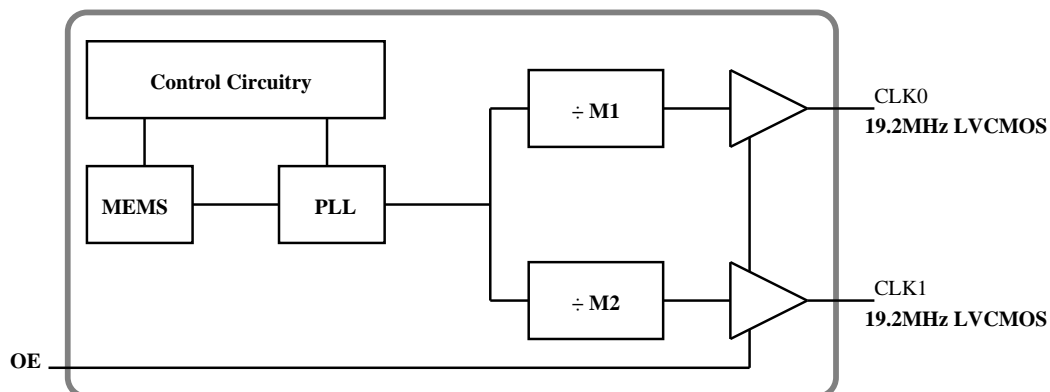 Control Circuitry
MEMS
PLL
÷ M1
÷ M2
CLK0
19.2MHz LVCMOS
CLK1
19.2MHz LVCMOS
OE